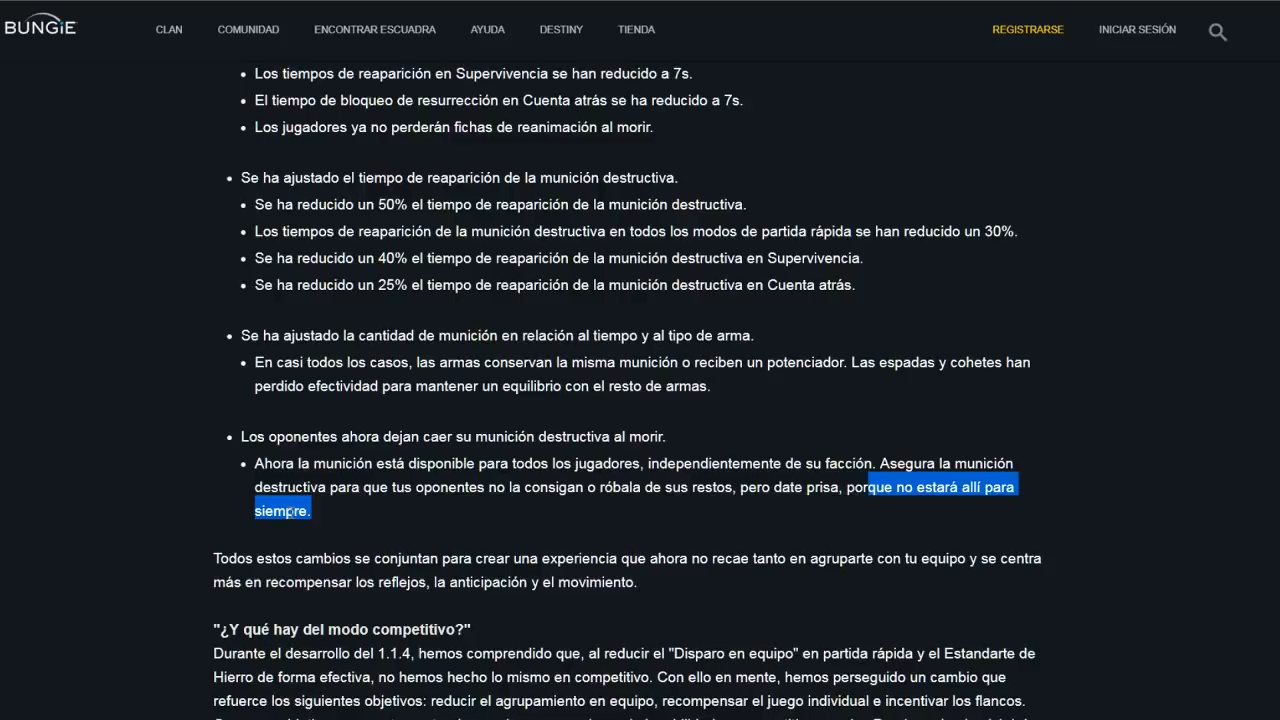 BUNGiE
CLAN COMUNIDAD ENCONTRAR ESCUADRA AYUDA DESTINY TIENDA REGISTRARSE INICIAR SESIÓN
• Los tiempos de reaparición en Supervivencia se han reducido a 7s.
• El tiempo de bloqueo de resurrección en Cuenta atrás se ha reducido a 7s.
• Los jugadores ya no perderán fichas de reanimación al morir.
• Se ha ajustado el tiempo de reaparición de la munición destructiva.
• Se ha reducido un 50% el tiempo de reaparición de la munición destructiva.
• Los tiempos de reaparición de la munición destructiva en todos los modos de partida rápida se han reducido un 30%.
• Se ha reducido un 40% el tiempo de reaparición de la munición destructiva en Supervivencia.
• Se ha reducido un 25% el tiempo de reaparición de la munición destructiva en Cuenta atrás.
• Se ha ajustado la cantidad de munición en relación al tiempo y al tipo de arma.
• En casi todos los casos, las armas conservan la misma munición o reciben un potenciador. Las espadas y cohetes han
perdido efectividad para mantener un equilibrio con el resto de armas.
• Los oponentes ahora dejan caer su munición destructiva al morir.
• Ahora la munición está disponible para todos los jugadores, independientemente de su facción. Asegura la munición
destructiva para que tus oponentes no la consigan o róbala de sus restos, pero date prisa, porque no estará allí para
siempre.
Todos estos cambios se conjuntan para crear una experiencia que ahora no recae tanto en agruparte con tu equipo y se centra
más en recompensar los reflejos, la anticipación y el movimiento.
"¿Y qué hay del modo competitivo?"
Durante el desarrollo del 1.1.4, hemos comprendido que, al reducir el "Disparo en equipo" en partida rápida y el Estandarte de
Hierro de forma efectiva, no hemos hecho lo mismo en competitivo. Con ello en mente, hemos perseguido un cambio que
refuerce los siguientes objetivos: reducir el agrupamiento en equipo, recompensar el juego individual e incentivar los flancos.